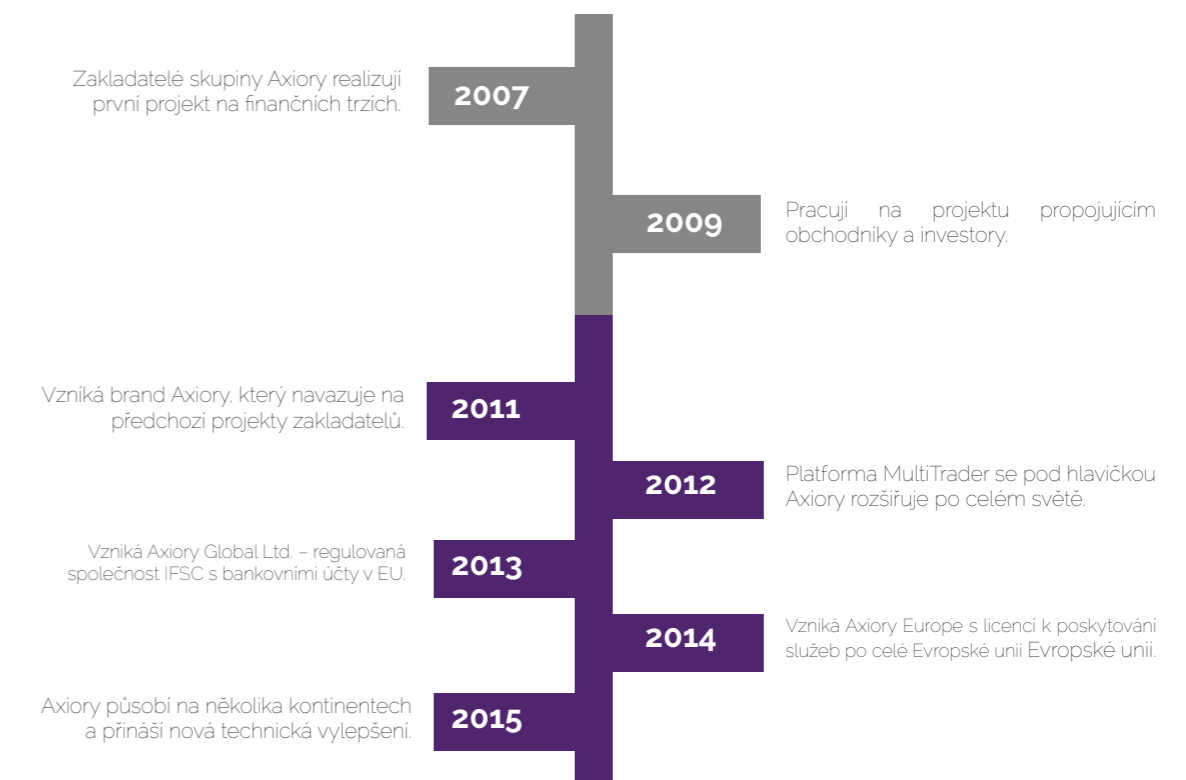 Zakladatelé skupiny Axiory realizují
první projekt na finančních trzích.
2007
2009
Pracují na projektu propojujícím
obchodníky a investory.
Vzníká brand Axiory, který navazuje na
předchozí projekty zakladatelů.
2011
2012
Platforma MultiTrader se pod hlavičkou
Axiory rozšiřuje po celém světě.
Vzniká Axiory Global Ltd. – regulovaná
společnost IFSC s bankovními účty v EU.
2013
2014
Vzniká Axiory Europe s licencí k poskytování
služeb po celé Evropské unii Evropské unii.
Axiory působí na několika kontinentech
a přináší nová technická vylepšení.
2015